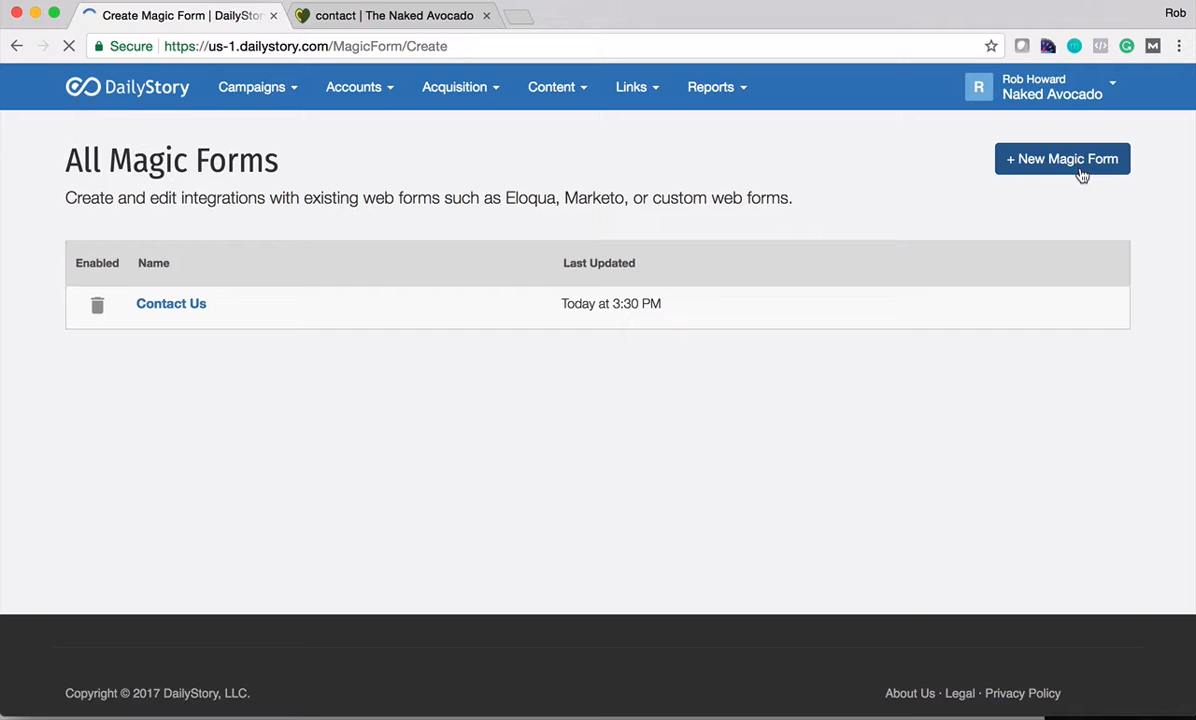 Create Magic Form | DailyStor
contact | The Naked Avocado
Rob
Secure
https://us-1.dailystory.com/MagicForm/Create
DailyStory
Campaigns
Accounts
Acquisition
Content
Links
Reports
R
Rob Howard
Naked Avocado
All Magic Forms
+ New Magic Form
Create and edit integrations with existing web forms such as Eloqua, Marketo, or custom web forms.
Enabled
Name
Last Updated
Contact Us
Today at 3:30 PM
Copyright © 2017 DailyStory, LLC.
About Us · Legal · Privacy Policy